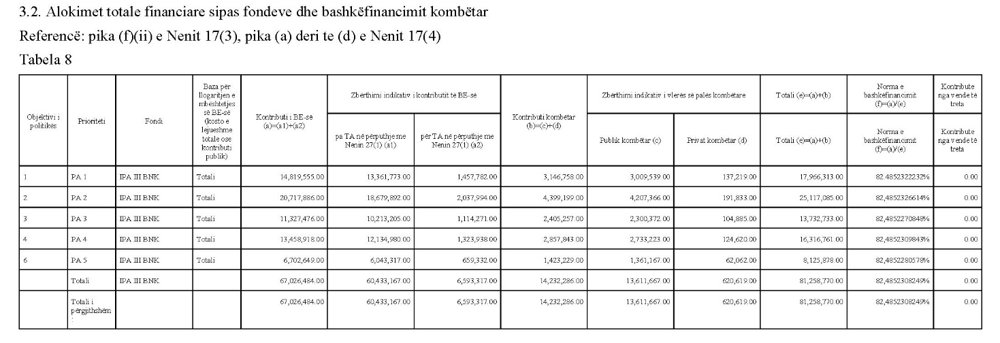 3.2. Alokimet totale financiare sipas fondeve dhe bashkëfinancimit kombëtar
Referencë: pika (f)(ii) e Nenit 17(3), pika (a) deri te (d) e Nenit 17(4)
Tabela 8
Objektivi i politikës | Prioriteti | Fondi | Baza për llogaritjen e mbështetjes së BE-së (kosto e lejueshme totale ose kontributi publik) | Kontributi i BE-së (a)=(a1)+(a2) | Zbërthimi indikativ i kontributit të BE-së | Kontributi kombëtar (b)=(c)+(d) | Zbërthimi indikativ i vlerës së palës kombëtare | Totali (e)=(a)+(b) | Norma e bashkëfinancimit (f)=(a)/(e) | Kontribute nga vende të treta
pa TA në përputhje me Nenin 27(1) (a1) | për TA në përputhje me Nenin 27(1) (a2) | Publik kombëtar (c) | Privat kombëtar (d) | Totali (e)=(a)+(b) | Norma e bashkëfinancimit (f)=(a)/(e) | Kontribute nga vende të treta
1 | PA 1 | IPA III BNK | Totali | 14,819,555.00 | 13,361,773.00 | 1,457,782.00 | 3,146,758.00 | 3,009,539.00 | 137,219.00 | 17,966,313.00 | 82.4852322232% | 0.00
2 | PA 2 | IPA III BNK | Totali | 20,717,886.00 | 18,679,892.00 | 2,037,994.00 | 4,399,199.00 | 4,207,366.00 | 191,833.00 | 25,117,085.00 | 82,4852326614% | 0.00
3 | PA 3 | IPA III BNK | Totali | 11,327,476.00 | 10,213,205.00 | 1,114,271.00 | 2,405,257.00 | 2,300,372.00 | 104,885.00 | 13,732,733.00 | 82,4852270848% | 0.00
4 | PA 4 | IPA III BNK | Totali | 13,458,918.00 | 12,134,980.00 | 1,323,938.00 | 2,857,843.00 | 2,733,223.00 | 124,620.00 | 16,316,761.00 | 82,4852309843% | 0.00
6 | PA 5 | IPA III BNK | Totali | 6,702,649.00 | 6,043,317.00 | 659,332.00 | 1,423,229.00 | 1,361,167.00 | 62,062.00 | 8,125,878.00 | 82,4852280578% | 0.00
Totali | IPA III BNK | 67,026,484.00 | 60,433,167.00 | 6,593,317.00 | 14,232,286.00 | 13,611,667.00 | 620,619.00 | 81,258,770.00 | 82,4852308249% | 0.00
Totali i përgjithshëm : | 67,026,484.00 | 60,433,167.00 | 6,593,317.00 | 14,232,286.00 | 13,611,667.00 | 620,619.00 | 81,258,770.00 | 82,4852308249% | 0.00